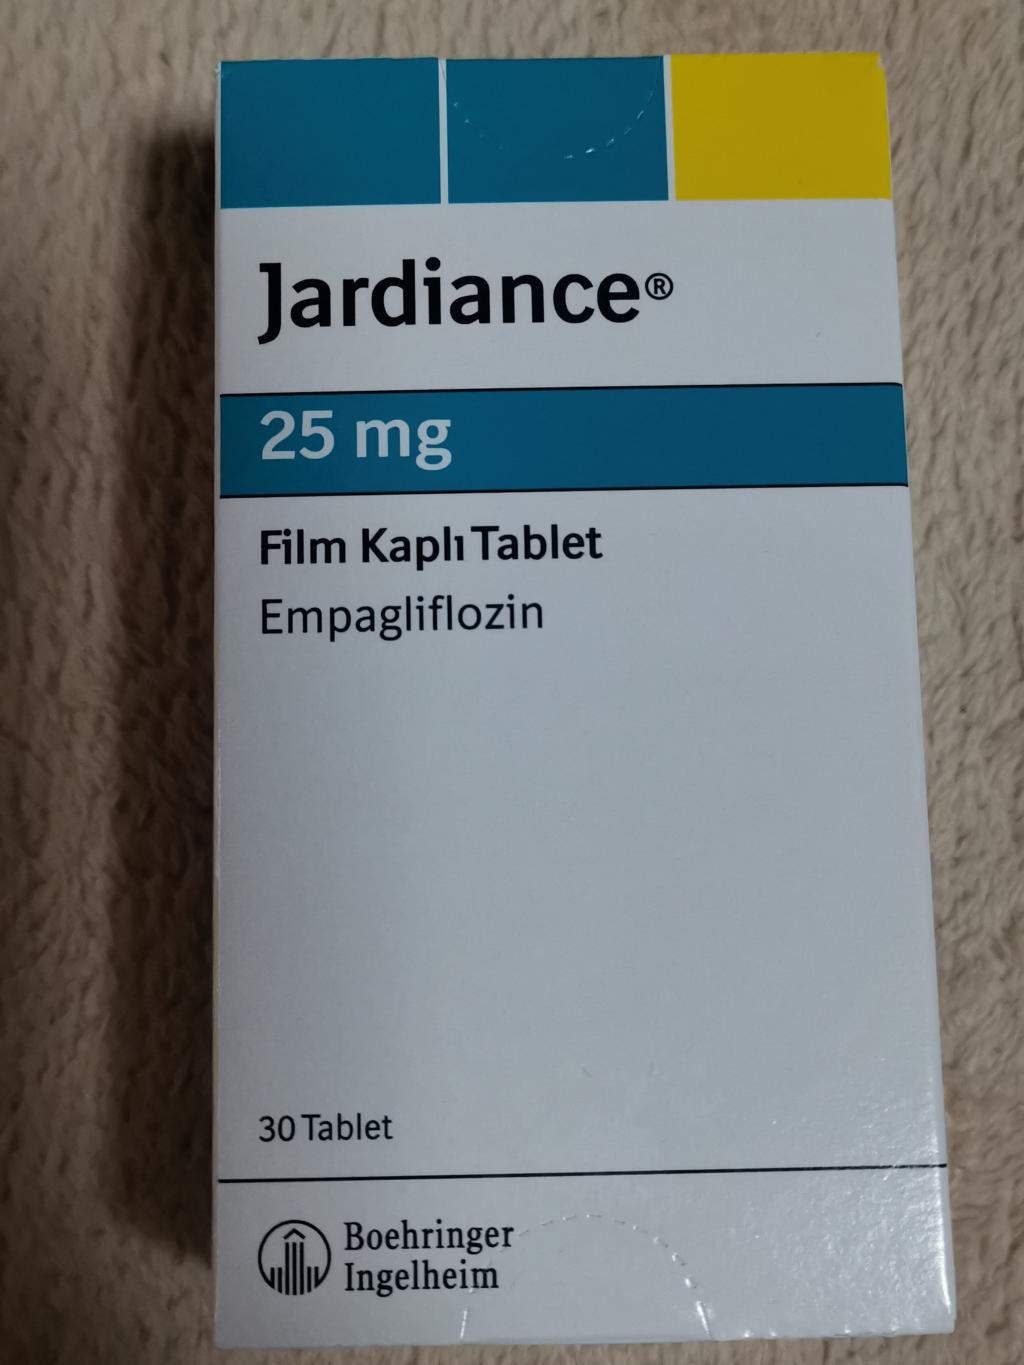 Jardiance®
25 mg
Film Kaplı Tablet
Empagliflozin
30 Tablet
Boehringer
Ingelheim